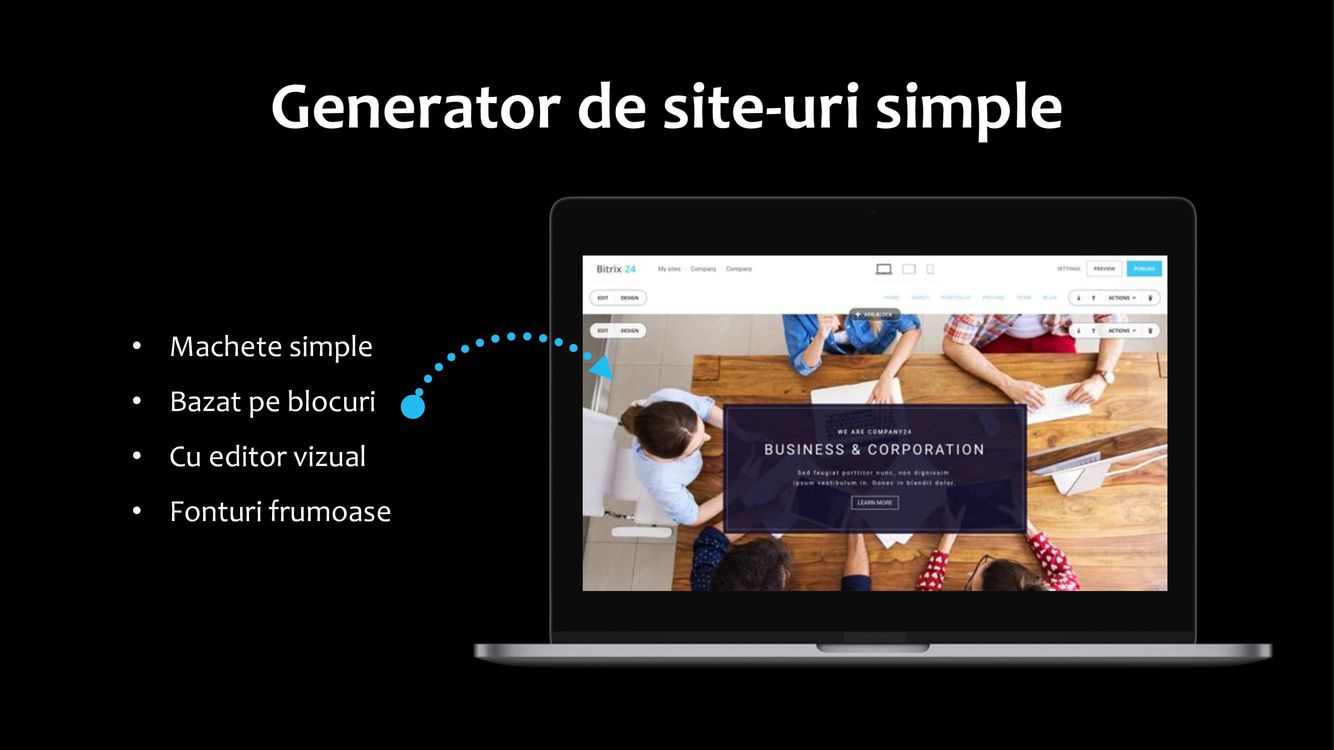 Generator de site-uri simple
• Machete simple
• Bazat pe blocuri
• Cu editor vizual
• Fonturi frumoase
Bitrix 24 My sites Company Company SETTINGS PREVIEW PUBLISH
EDIT DESIGN HOME ABOUT PORTFOLIO PRICING TEAM BLOG ACTIONS
+ ADD BLOCK
EDIT DESIGN ACTIONS
WE ARE COMPANY24
BUSINESS & CORPORATION
Sed feugiat porttitor nunc, non dignissim
ipsum vestibulum in. Donec in blandit dolor.
LEARN MORE